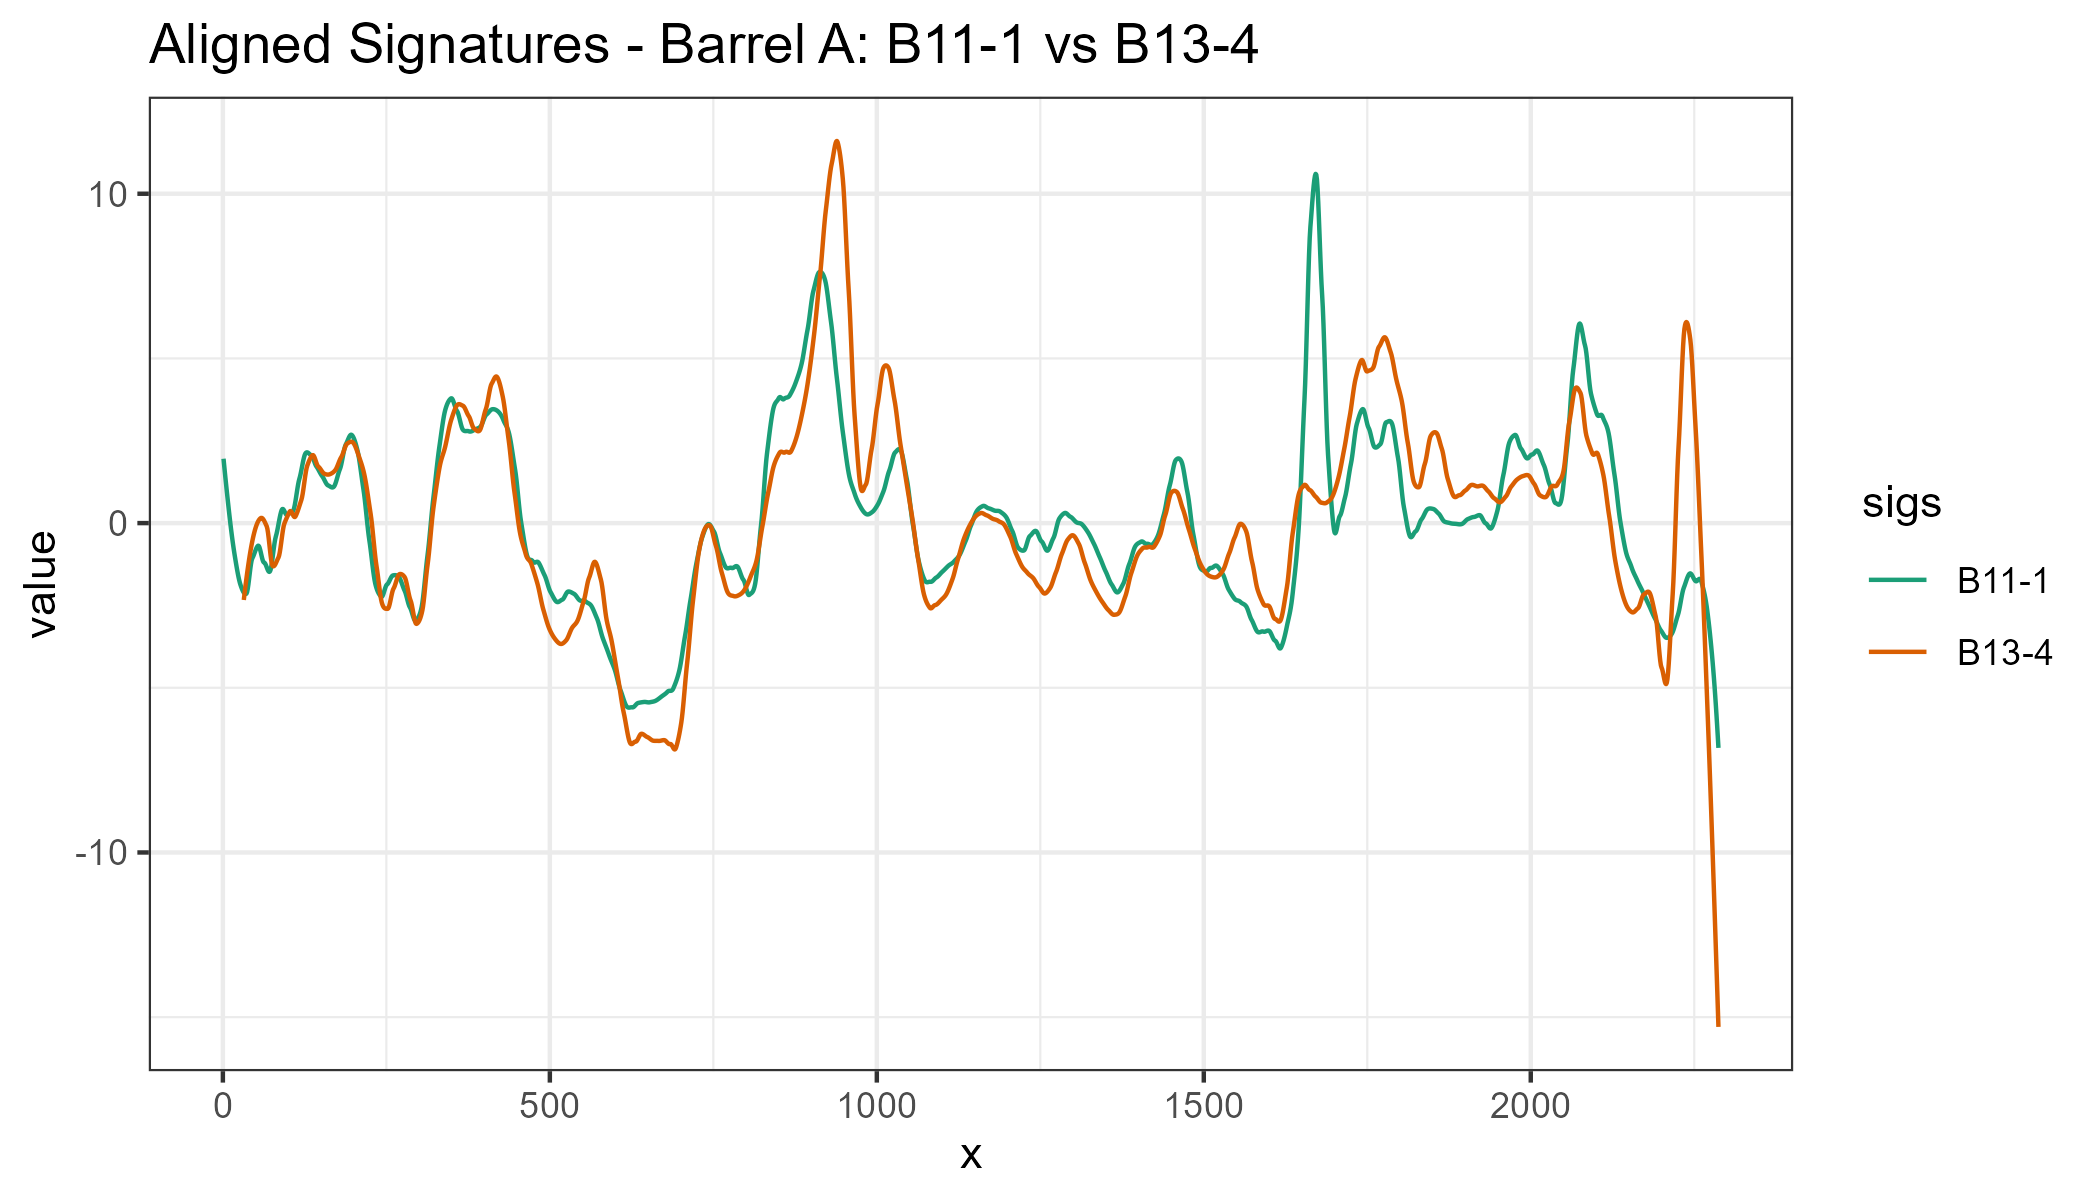 Aligned Signatures - Barrel A: B11-1 vs B13-4
value
10
0
-10
0 500 1000 1500 2000
x
sigs
B11-1
B13-4